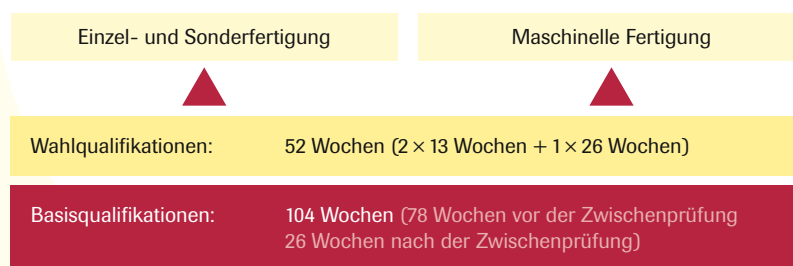 Einzel- und Sonderfertigung
Maschinelle Fertigung
Wahlqualifikationen: 52 Wochen (2 × 13 Wochen + 1 × 26 Wochen)
Basisqualifikationen: 104 Wochen (78 Wochen vor der Zwischenprüfung
26 Wochen nach der Zwischenprüfung)